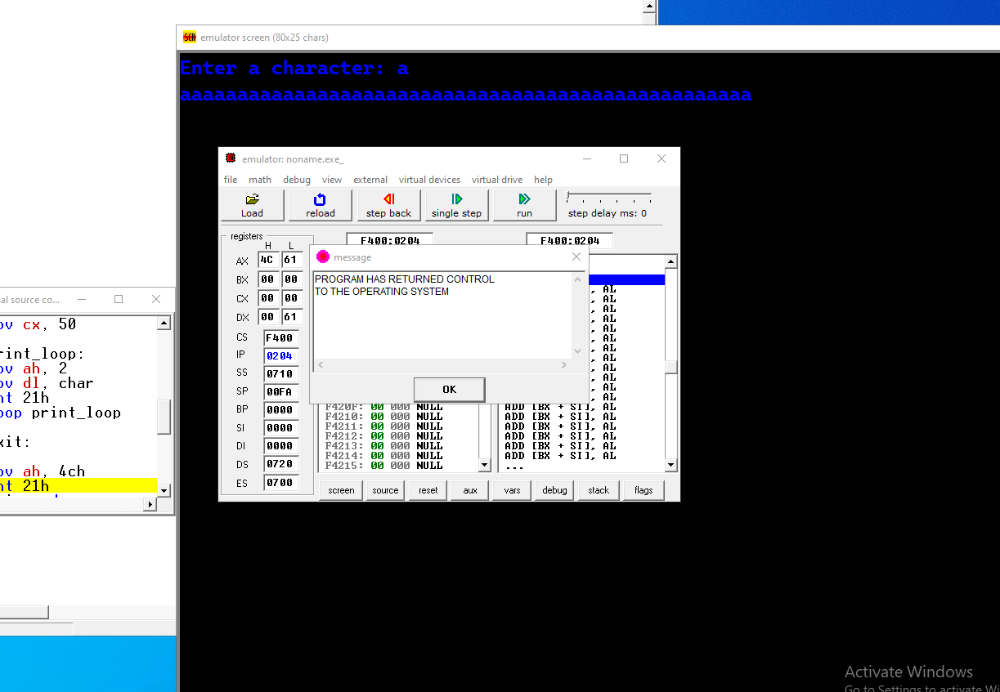 emulator screen (80x25 chars)
Enter a character: a
aaaaaaaaaaaaaaaaaaaaaaaaaaaaaaaaaaaaaaaaaaaaaaaaaa
emulator: noname.exe_
file math debug view external virtual devices virtual drive help
Load reload step back single step run step delay ms: 0
registers
F400:0204 F400:0204
H L
AX 4C 61
BX 00 00
CX 00 00
DX 00 61
CS F400
IP 0204
SS 0710
SP 00FA
BP 0000
SI 0000
DI 0000
DS 0720
ES 0700
message
PROGRAM HAS RETURNED CONTROL
TO THE OPERATING SYSTEM
OK
, AL
, AL
, AL
, AL
, AL
, AL
, AL
, AL
, AL
, AL
, AL
, AL
F420F: 00 000 NULL ADD [BX + SI], AL
F4210: 00 000 NULL ADD [BX + SI], AL
F4211: 00 000 NULL ADD [BX + SI], AL
F4212: 00 000 NULL ADD [BX + SI], AL
F4213: 00 000 NULL ADD [BX + SI], AL
F4214: 00 000 NULL ADD [BX + SI], AL
F4215: 00 000 NULL ...
screen source reset aux vars debug stack flags
al source co...
ov cx, 50
rint_loop:
ov ah, 2
ov dl, char
nt 21h
oop print_loop
xit:
ov ah, 4ch
nt 21h
Activate Windows
Go to Settings to activate Wi